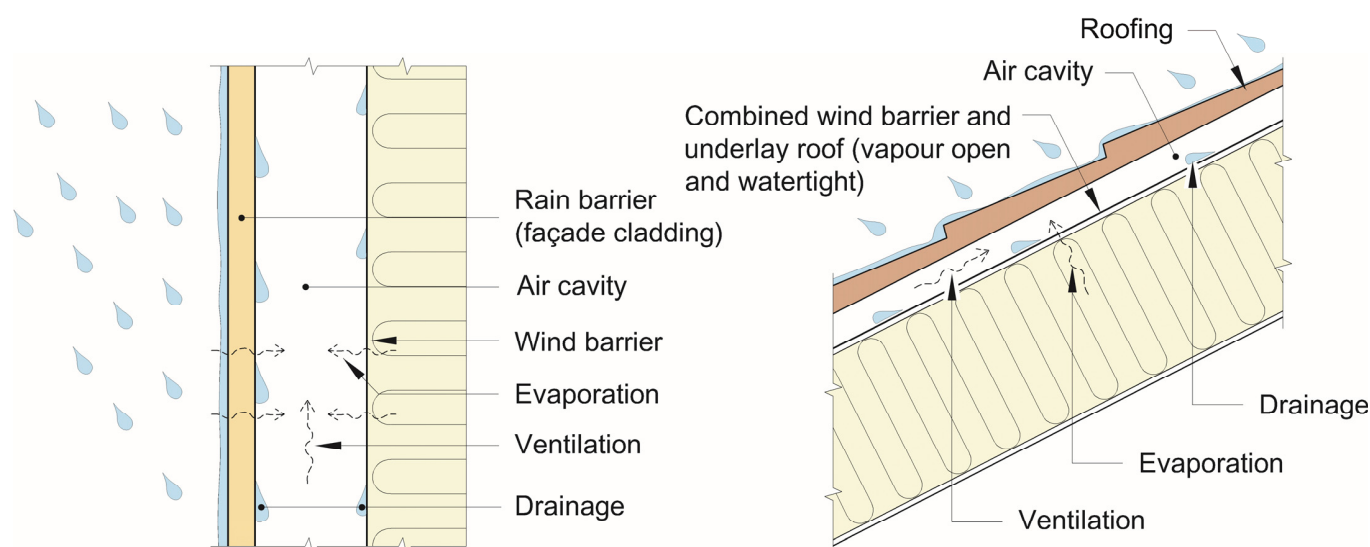 Rain barrier
(façade cladding)
Air cavity
Wind barrier
Evaporation
Ventilation
Drainage
Roofing
Air cavity
Combined wind barrier and
underlay roof (vapour open
and watertight)
Drainage
Evaporation
Ventilation